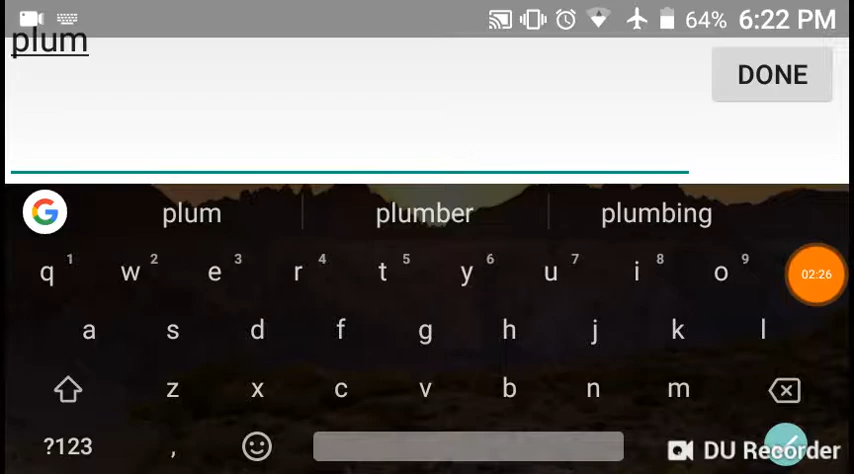 64% 6:22 PM
plum
DONE
G plum plumber plumbing
q 1 w 2 e 3 r 4 t 5 y 6 u 7 i 8 o 9 02:26
a s d f g h j k l
z x c v b n m
?123 , DU Recorder